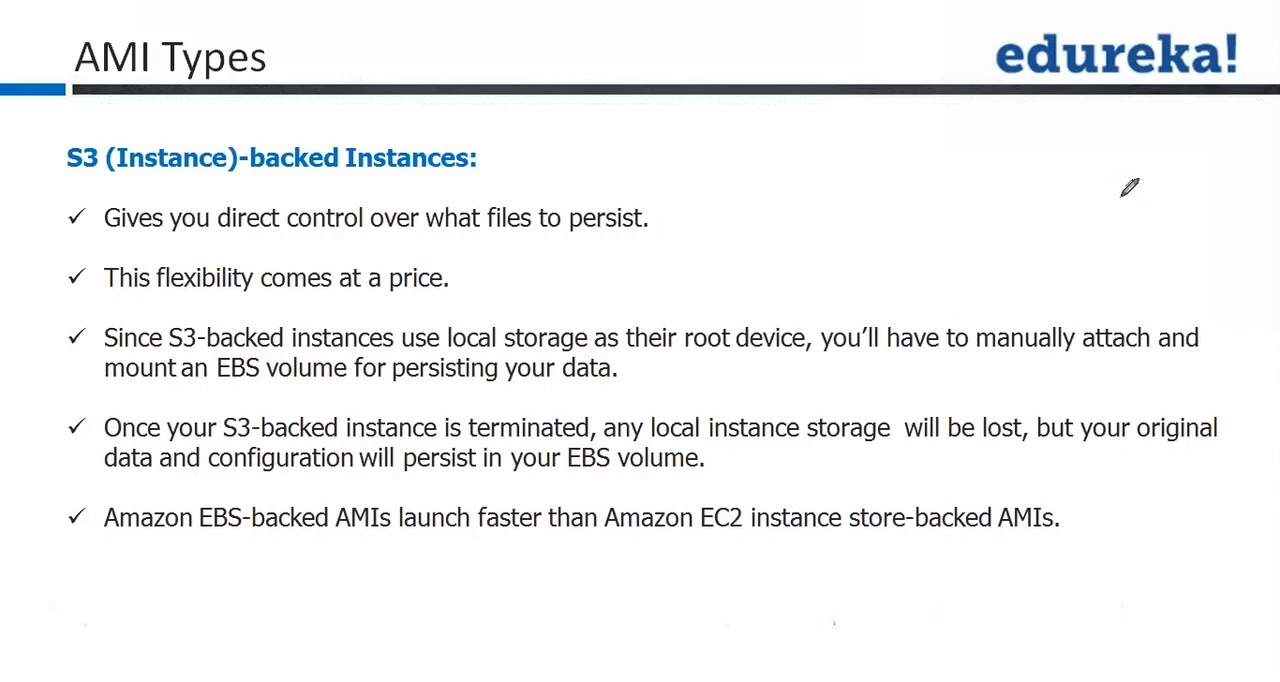 AMI Types
edureka!
S3 (Instance)-backed Instances:
✓ Gives you direct control over what files to persist.
✓ This flexibility comes at a price.
✓ Since S3-backed instances use local storage as their root device, you’ll have to manually attach and
mount an EBS volume for persisting your data.
✓ Once your S3-backed instance is terminated, any local instance storage will be lost, but your original
data and configuration will persist in your EBS volume.
✓ Amazon EBS-backed AMIs launch faster than Amazon EC2 instance store-backed AMIs.